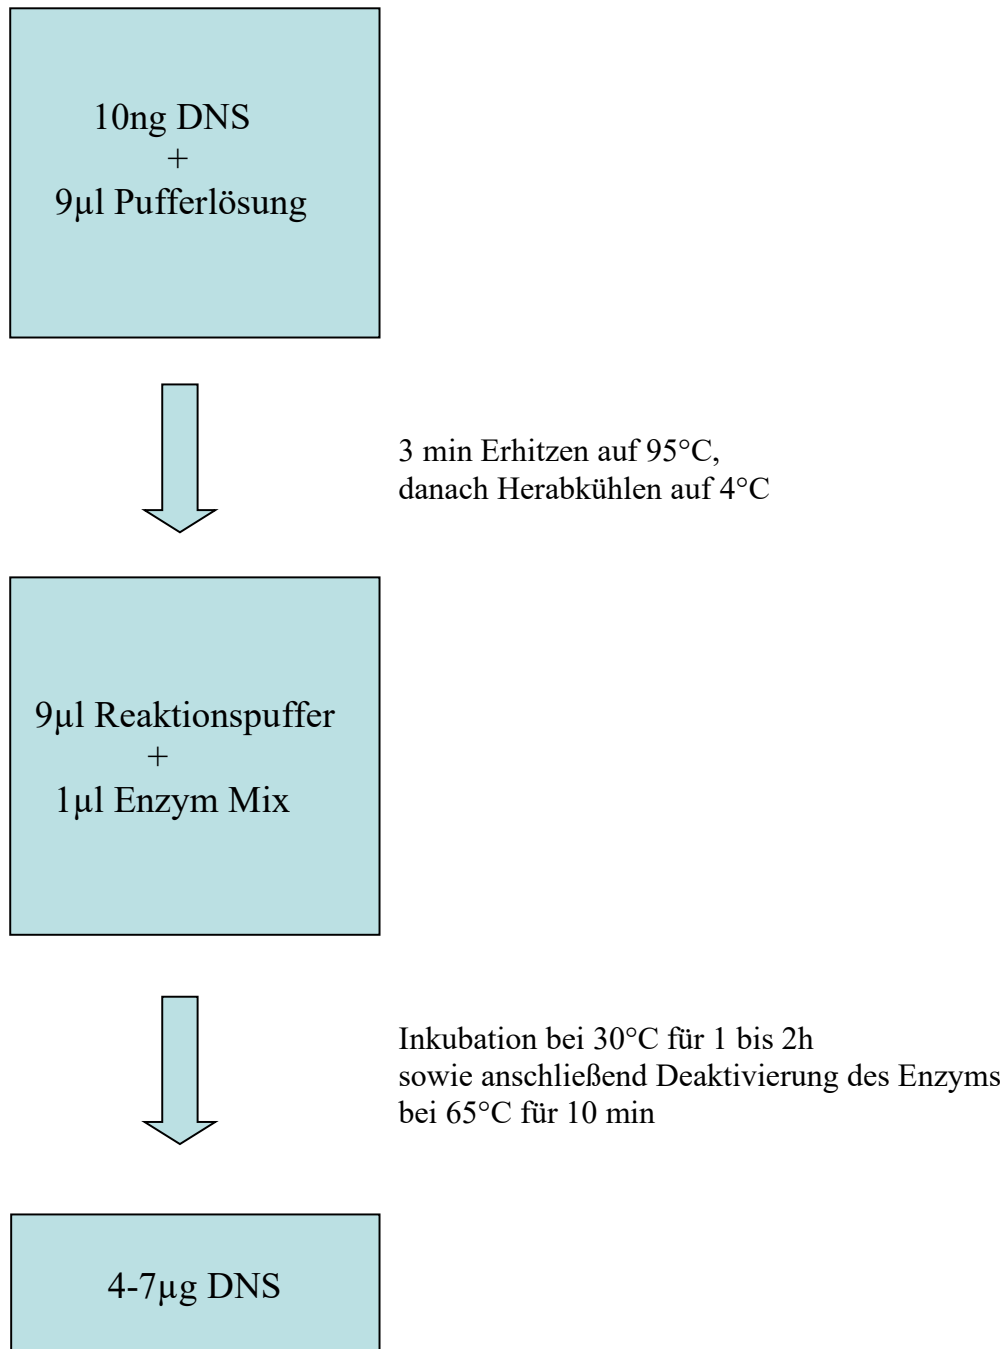 10ng DNS
+
9µl Pufferlösung
3 min Erhitzen auf 95°C,
danach Herabkühlen auf 4°C
9µl Reaktionspuffer
+
1µl Enzym Mix
Inkubation bei 30°C für 1 bis 2h
sowie anschließend Deaktivierung des Enzyms
bei 65°C für 10 min
4-7µg DNS